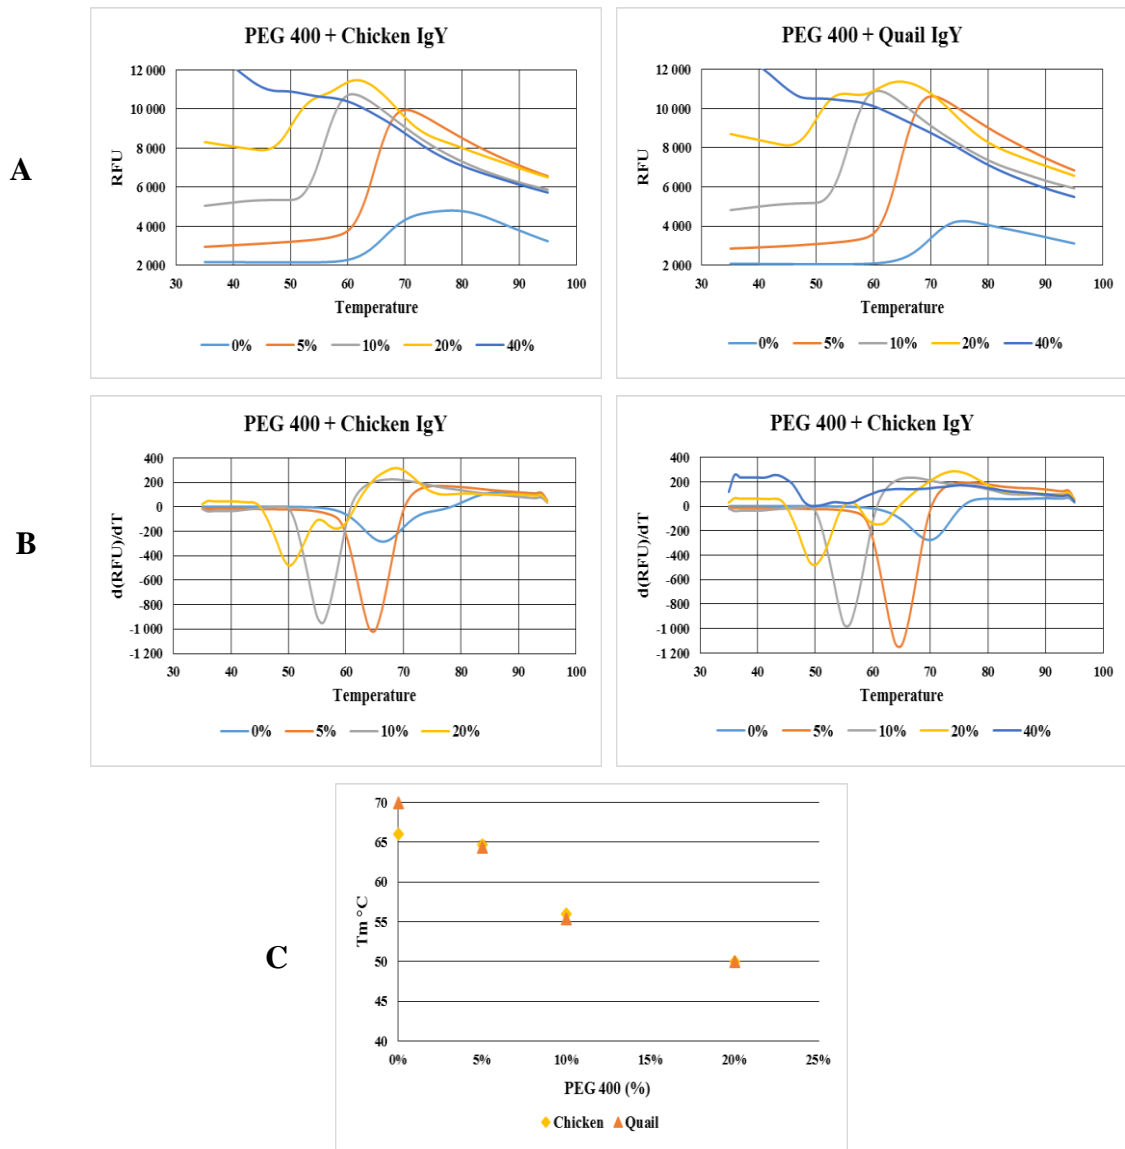 A
PEG 400 + Chicken IgY
RFU
12 000
10 000
8 000
6 000
4 000
2 000
30 40 50 60 70 80 90 100
Temperature
0% 5% 10% 20% 40%
PEG 400 + Quail IgY
RFU
12 000
10 000
8 000
6 000
4 000
2 000
30 40 50 60 70 80 90 100
Temperature
0% 5% 10% 20% 40%
B
PEG 400 + Chicken IgY
d(RFU)/dT
400
200
0
-200
-400
-600
-800
-1 000
-1 200
30 40 50 60 70 80 90 100
Temperature
0% 5% 10% 20%
PEG 400 + Chicken IgY
d(RFU)/dT
400
200
0
-200
-400
-600
-800
-1 000
-1 200
30 40 50 60 70 80 90 100
Temperature
0% 5% 10% 20% 40%
C
Tm °C
70
65
60
55
50
45
40
0% 5% 10% 15% 20% 25%
PEG 400 (%)
Chicken Quail